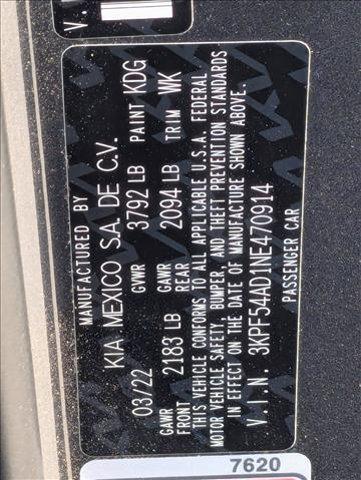 V.
MANUFACTURED BY
KIA MEXICO S.A. DE C.V.
03/22 GVWR 3792 LB PAINT KDG
GAWR FRONT 2183 LB GAWR REAR 2094 LB TRIM WK
THIS VEHICLE CONFORMS TO ALL APPLICABLE U.S.A. FEDERAL
MOTOR VEHICLE SAFETY, BUMPER, AND THEFT PREVENTION STANDARDS
IN EFFECT ON THE DATE OF MANUFACTURE SHOWN ABOVE.
V.I.N. 3KPF54AD1NE470914
PASSENGER CAR
7620